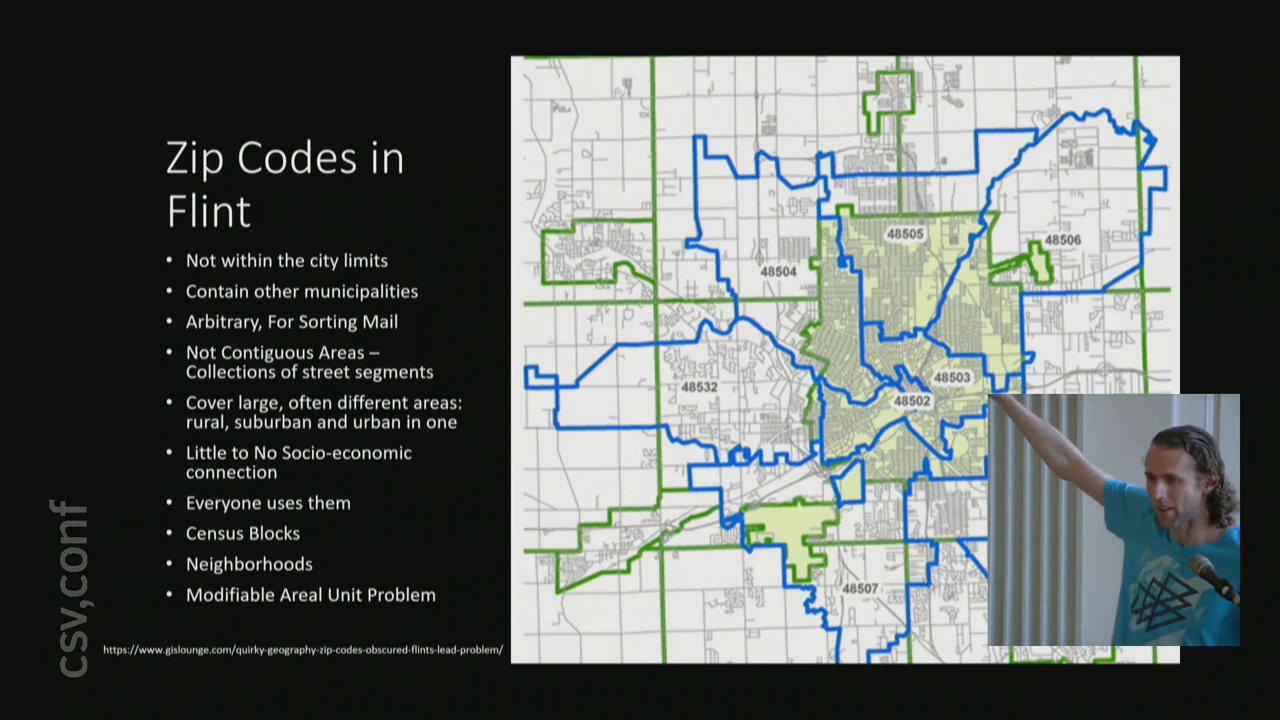 Zip Codes in
Flint
• Not within the city limits
• Contain other municipalities
• Arbitrary, For Sorting Mail
• Not Contiguous Areas –
Collections of street segments
• Cover large, often different areas:
rural, suburban and urban in one
• Little to No Socio-economic
connection
• Everyone uses them
• Census Blocks
• Neighborhoods
• Modifiable Areal Unit Problem
https://www.gislounge.com/quirky-geography-zip-codes-obscured-flints-lead-problem/
csv,conf
48505
48506
48504
48503
48532
48502
48507